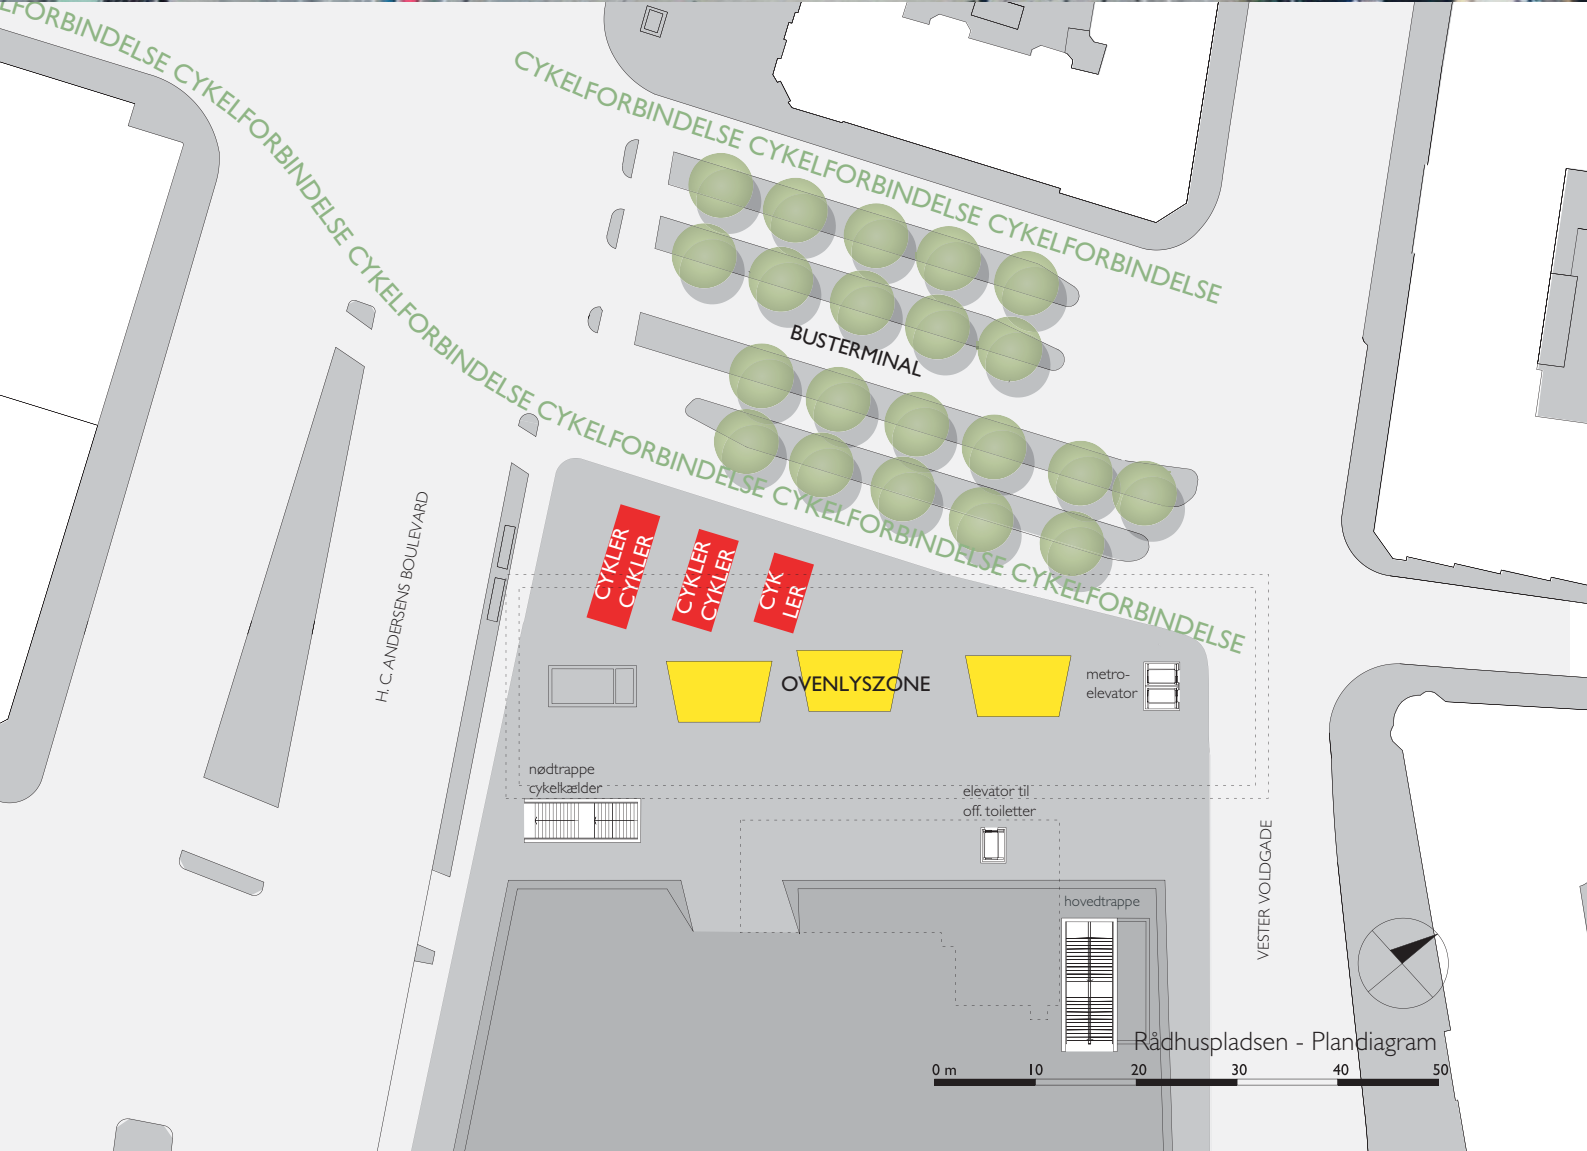 LFORBINDELSE CYKELFORBINDELSE CYKELFORBINDELSE CYKELFORBINDELSE CYKELFORBINDELSE CYKELFORBINDELSE
CYKELFORBINDELSE CYKELFORBINDELSE CYKELFORBINDELSE
BUSTERMINAL
H. C. ANDERSENS BOULEVARD
CYKLER
CYKLER
CYKLER
CYKLER
CYK
LER
OVENLYSZONE
metro-
elevator
nødtrappe
cykelkælder
elevator til
off. toiletter
hovedtrappe
VESTER VOLDGADE
Rådhuspladsen - Plandiagram
0 m 10 20 30 40 50